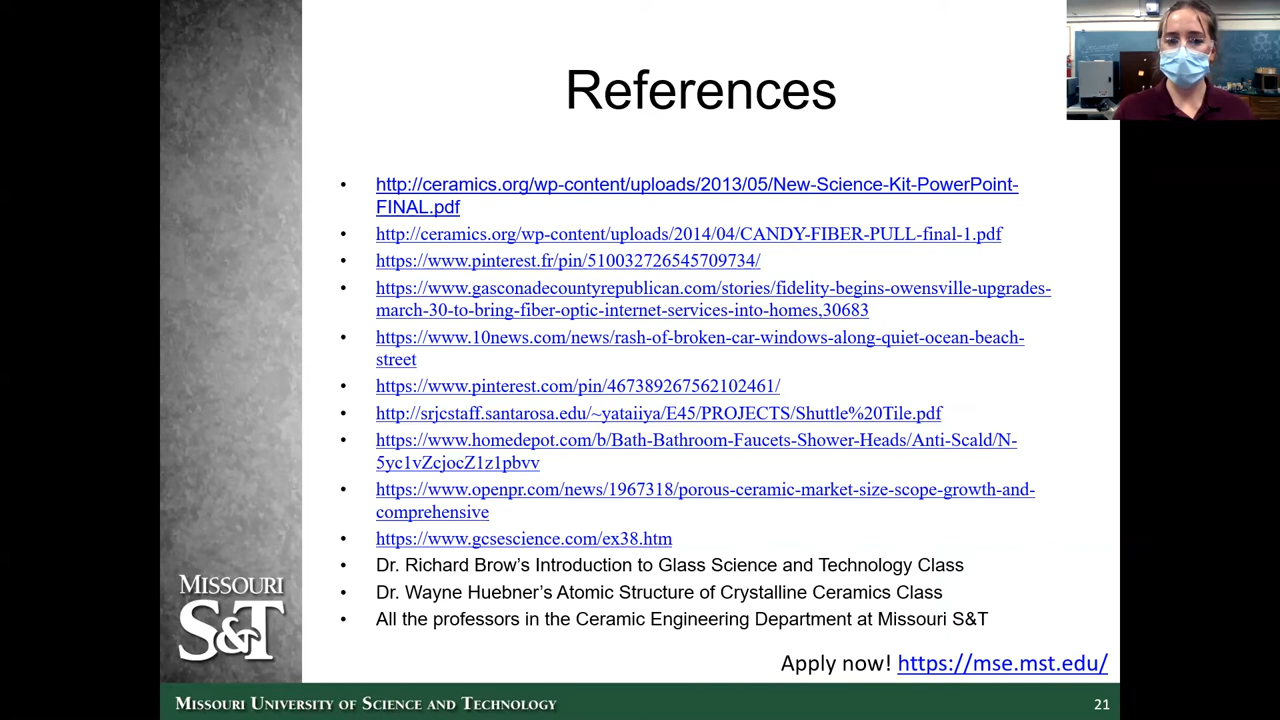 References
• http://ceramics.org/wp-content/uploads/2013/05/New-Science-Kit-PowerPoint-
FINAL.pdf
• http://ceramics.org/wp-content/uploads/2014/04/CANDY-FIBER-PULL-final-1.pdf
• https://www.pinterest.fr/pin/510032726545709734/
• https://www.gasconadecountyrepublican.com/stories/fidelity-begins-owensville-upgrades-
march-30-to-bring-fiber-optic-internet-services-into-homes,30683
• https://www.10news.com/news/rash-of-broken-car-windows-along-quiet-ocean-beach-
street
• https://www.pinterest.com/pin/467389267562102461/
• http://srjcstaff.santarosa.edu/~yataiiya/E45/PROJECTS/Shuttle%20Tile.pdf
• https://www.homedepot.com/b/Bath-Bathroom-Faucets-Shower-Heads/Anti-Scald/N-
5yc1vZcjocZ1z1pbvv
• https://www.openpr.com/news/1967318/porous-ceramic-market-size-scope-growth-and-
comprehensive
• https://www.gcsescience.com/ex38.htm
• Dr. Richard Brow's Introduction to Glass Science and Technology Class
• Dr. Wayne Huebner's Atomic Structure of Crystalline Ceramics Class
• All the professors in the Ceramic Engineering Department at Missouri S&T
Apply now! https://mse.mst.edu/
MISSOURI
S&T
MISSOURI UNIVERSITY OF SCIENCE AND TECHNOLOGY
21